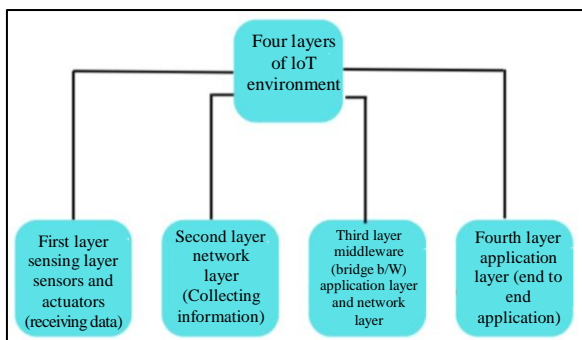 Four layers
of IoT
environment
First layer
sensing layer
sensors and
actuators
(receiving data)
Second layer
network
layer
(Collecting
information)
Third layer
middleware
(bridge b/W)
application layer
and network
layer
Fourth layer
application
layer (end to
end
application)